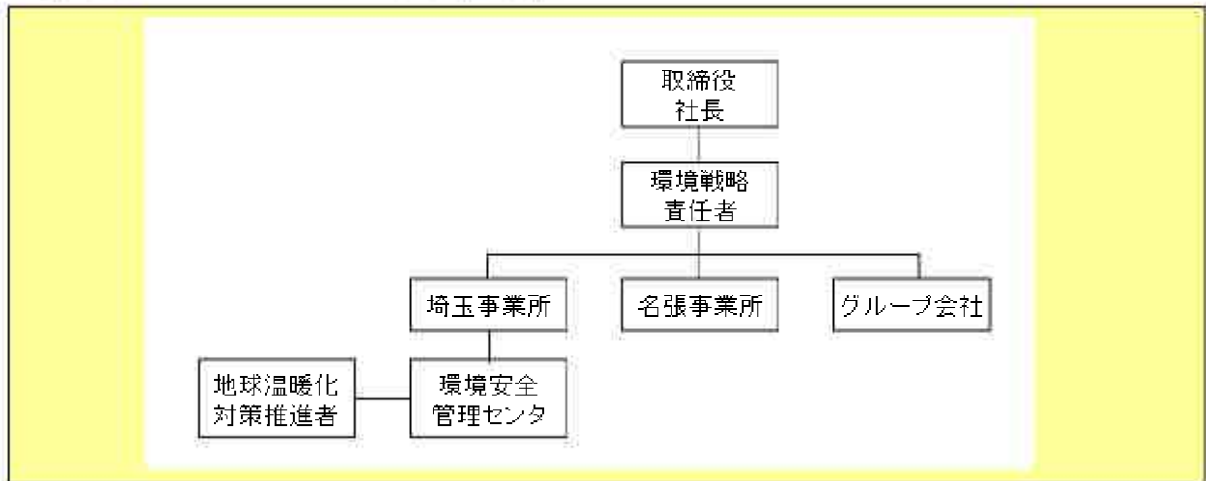 取締役
社長
環境戦略
責任者
埼玉事業所
名張事業所
グループ会社
地球温暖化
対策推進者
環境安全
管理センタ